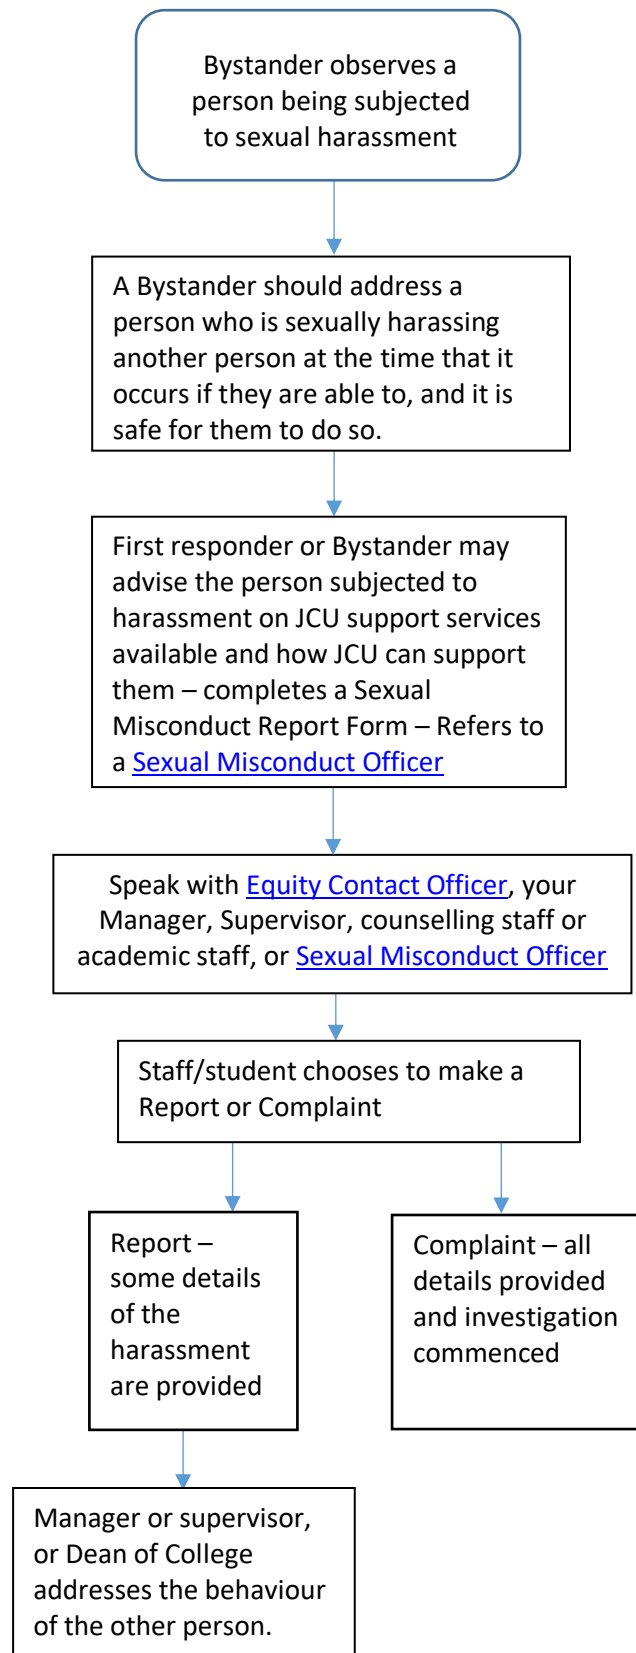 Bystander observes a
person being subjected
to sexual harassment
A Bystander should address a
person who is sexually harassing
another person at the time that it
occurs if they are able to, and it is
safe for them to do so.
First responder or Bystander may
advise the person subjected to
harassment on JCU support services
available and how JCU can support
them – completes a Sexual
Misconduct Report Form – Refers to
a Sexual Misconduct Officer
Speak with Equity Contact Officer, your
Manager, Supervisor, counselling staff or
academic staff, or Sexual Misconduct Officer
Staff/student chooses to make a
Report or Complaint
Report –
some details
of the
harassment
are provided
Complaint – all
details provided
and investigation
commenced
Manager or supervisor,
or Dean of College
addresses the behaviour
of the other person.